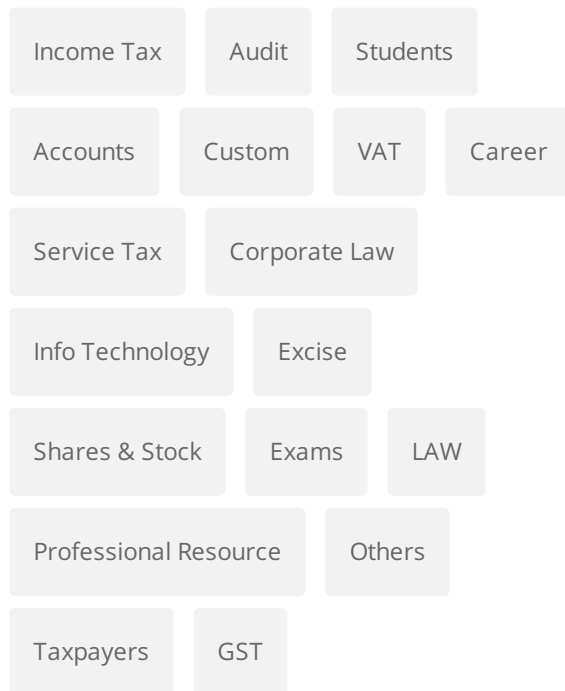 Income Tax Audit Students
Accounts Custom VAT Career
Service Tax Corporate Law
Info Technology Excise
Shares & Stock Exams LAW
Professional Resource Others
Taxpayers GST